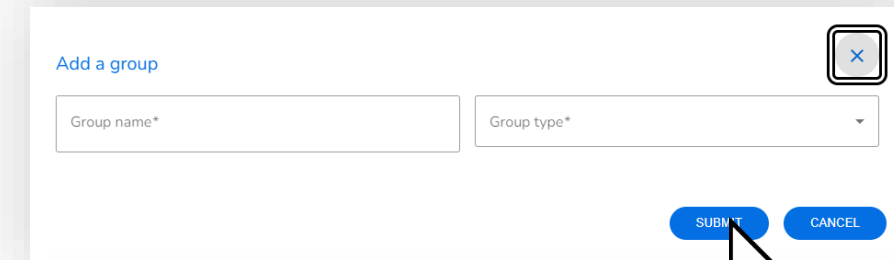 Add a group
Group name*
Group type*
SUBMIT
CANCEL